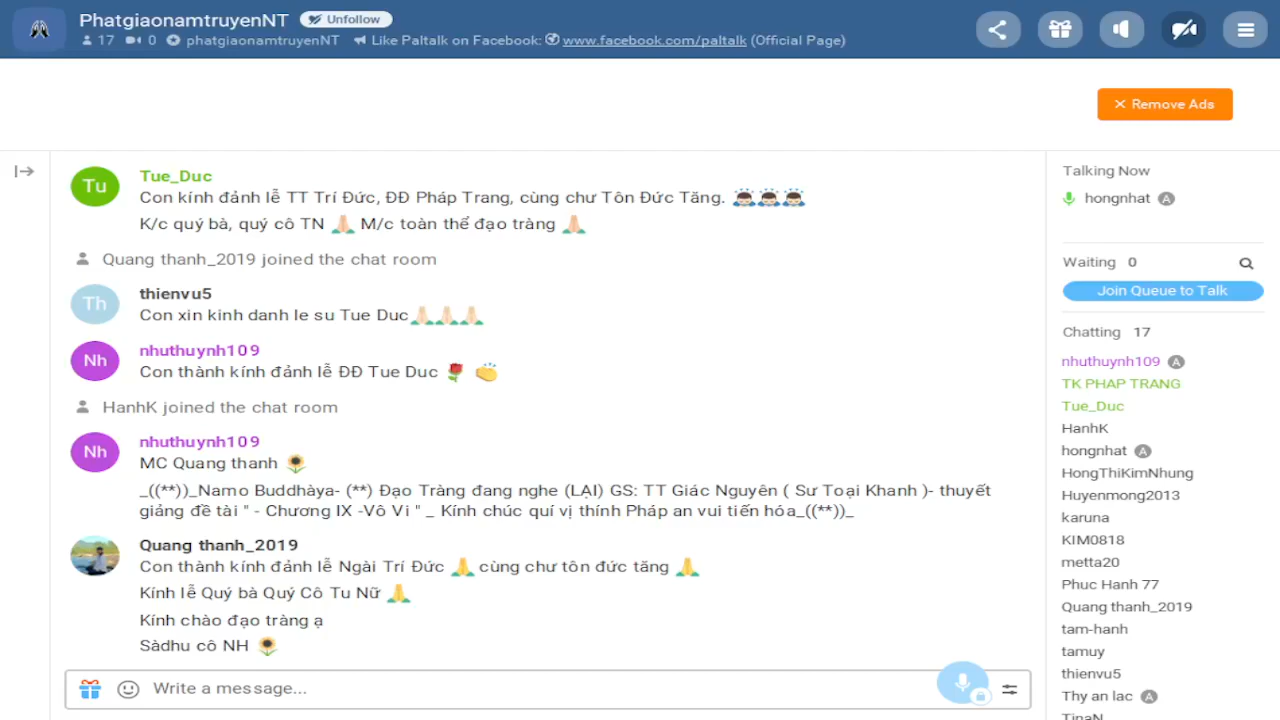 PhatgiaonamtruyenNT Unfollow
17 0 phatgiaonamtruyenNT Like Paltalk on Facebook: www.facebook.com/paltalk (Official Page)
Remove Ads
Tu Tue_Duc
Con kính đảnh lễ TT Trí Đức, ĐĐ Pháp Trang, cùng chư Tôn Đức Tăng. 🙇🙇🙇
K/c quý bà, quý cô TN 🙏 M/c toàn thể đạo tràng 🙏
Quang thanh_2019 joined the chat room
Th thienvu5
Con xin kinh danh le su Tue Duc🙏🙏🙏
Nh nhuthuynh109
Con thành kính đảnh lễ ĐĐ Tue Duc 🌹 👏
HanhK joined the chat room
Nh nhuthuynh109
MC Quang thanh 🌻
_((**))_Namo Buddhàya- (**) Đạo Tràng đang nghe (LẠI) GS: TT Giác Nguyên ( Sư Toại Khanh )- thuyết
giảng đề tài " - Chương IX -Vô Vi " _ Kính chúc quí vị thính Pháp an vui tiến hóa_((**))_
Quang thanh_2019
Con thành kính đảnh lễ Ngài Trí Đức 🙏 cùng chư tôn đức tăng 🙏
Kính lễ Quý bà Quý Cô Tu Nữ 🙏
Kính chào đạo tràng ạ
Sàdhu cô NH 🌻
Write a message...
Talking Now
hongnhat A
Waiting 0
Join Queue to Talk
Chatting 17
nhuthuynh109 A
TK PHAP TRANG
Tue_Duc
HanhK
hongnhat A
HongThiKimNhung
Huyenmong2013
karuna
KIM0818
metta20
Phuc Hanh 77
Quang thanh_2019
tam-hanh
tamuy
thienvu5
Thy an lac A
TinaN